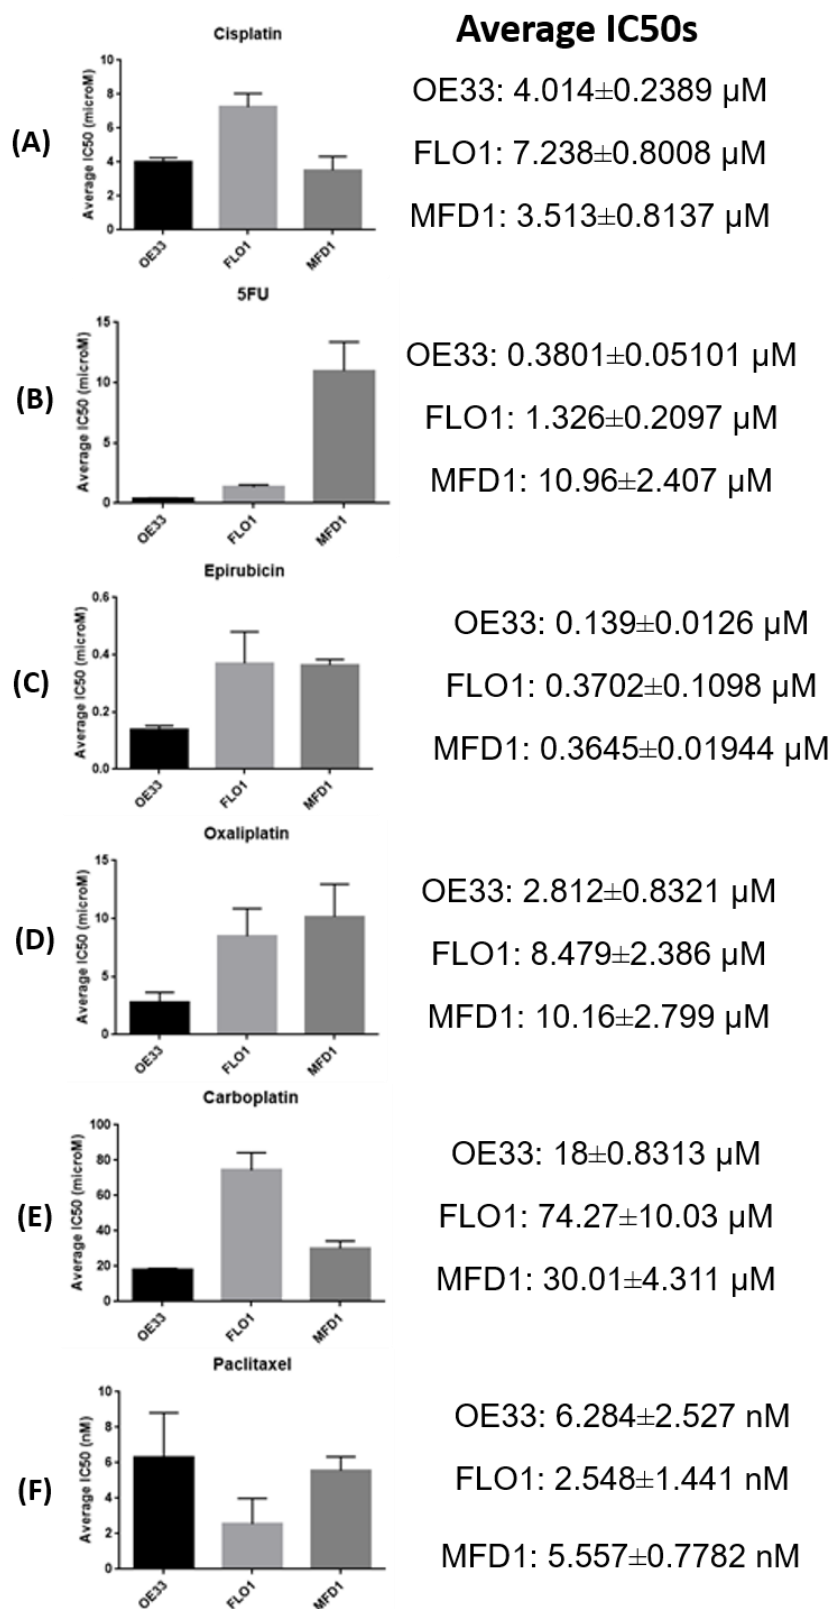 Average IC50s
(A)
Cisplatin
Average IC50 (microM)
10
8
6
4
2
0
OE33
FLO1
MFD1
OE33: 4.014±0.2389 µM
FLO1: 7.238±0.8008 µM
MFD1: 3.513±0.8137 µM
(B)
5FU
Average IC50 (microM)
15
10
5
0
OE33
FLO1
MFD1
OE33: 0.3801±0.05101 µM
FLO1: 1.326±0.2097 µM
MFD1: 10.96±2.407 µM
(C)
Epirubicin
Average IC50 (microM)
0.6
0.4
0.2
0.0
OE33
FLO1
MFD1
OE33: 0.139±0.0126 µM
FLO1: 0.3702±0.1098 µM
MFD1: 0.3645±0.01944 µM
(D)
Oxaliplatin
Average IC50 (microM)
15
10
5
0
OE33
FLO1
MFD1
OE33: 2.812±0.8321 µM
FLO1: 8.479±2.386 µM
MFD1: 10.16±2.799 µM
(E)
Carboplatin
Average IC50 (microM)
100
80
60
40
20
0
OE33
FLO1
MFD1
OE33: 18±0.8313 µM
FLO1: 74.27±10.03 µM
MFD1: 30.01±4.311 µM
(F)
Paclitaxel
Average IC50 (nM)
10
8
6
4
2
0
OE33
FLO1
MFD1
OE33: 6.284±2.527 nM
FLO1: 2.548±1.441 nM
MFD1: 5.557±0.7782 nM